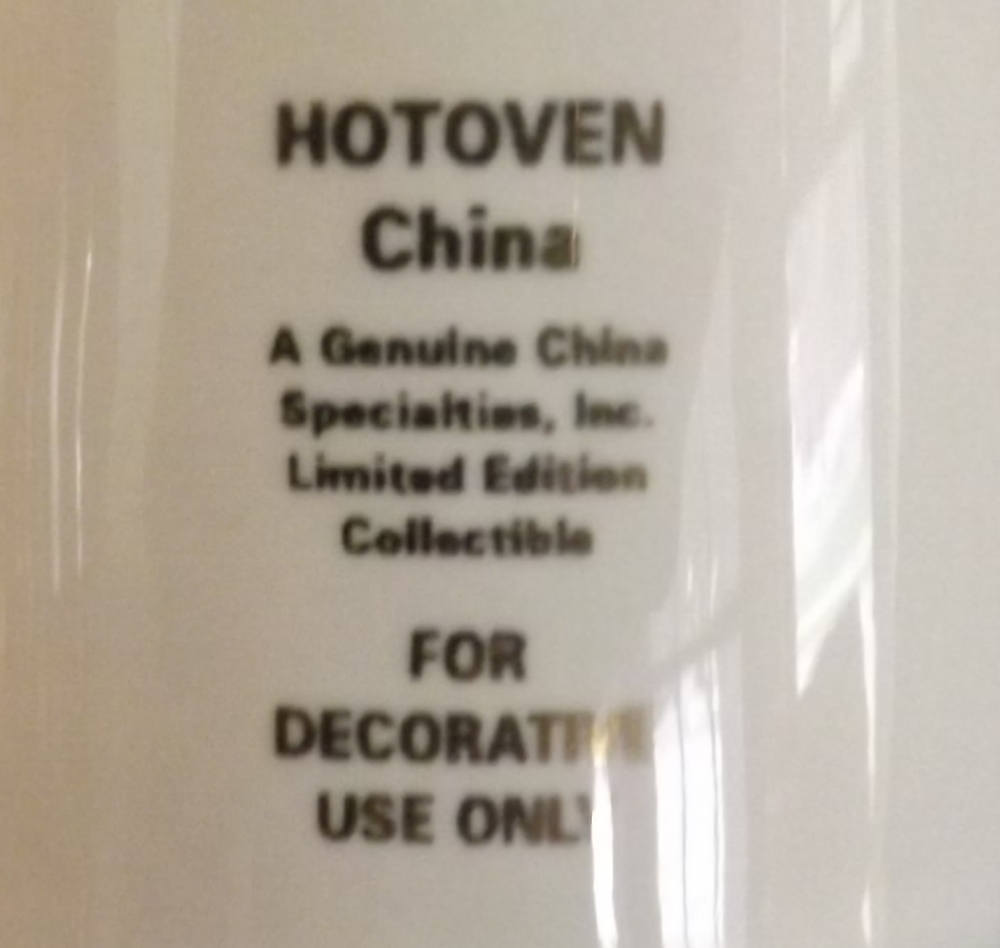 HOTOVEN
China
A Genuine China
Specialties, Inc.
Limited Edition
Collectible
FOR
DECORATIVE
USE ONLY